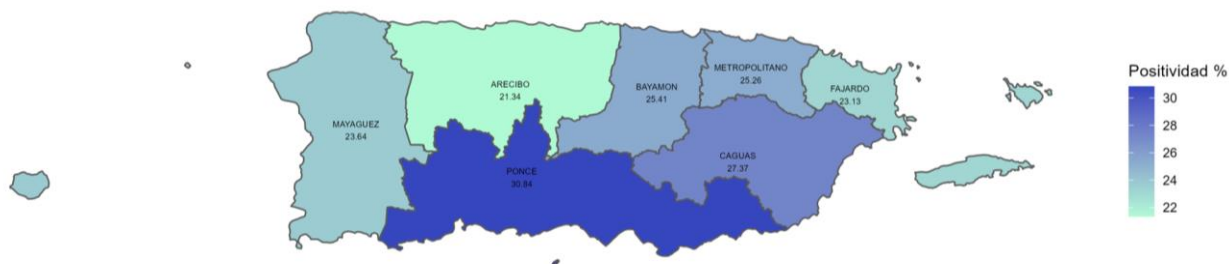 ARECIBO
21.34
BAYAMON
25.41
METROPOLITANO
25.26
FAJARDO
23.13
MAYAGUEZ
23.64
CAGUAS
27.37
PONCE
30.84
Positividad %
30
28
26
24
22